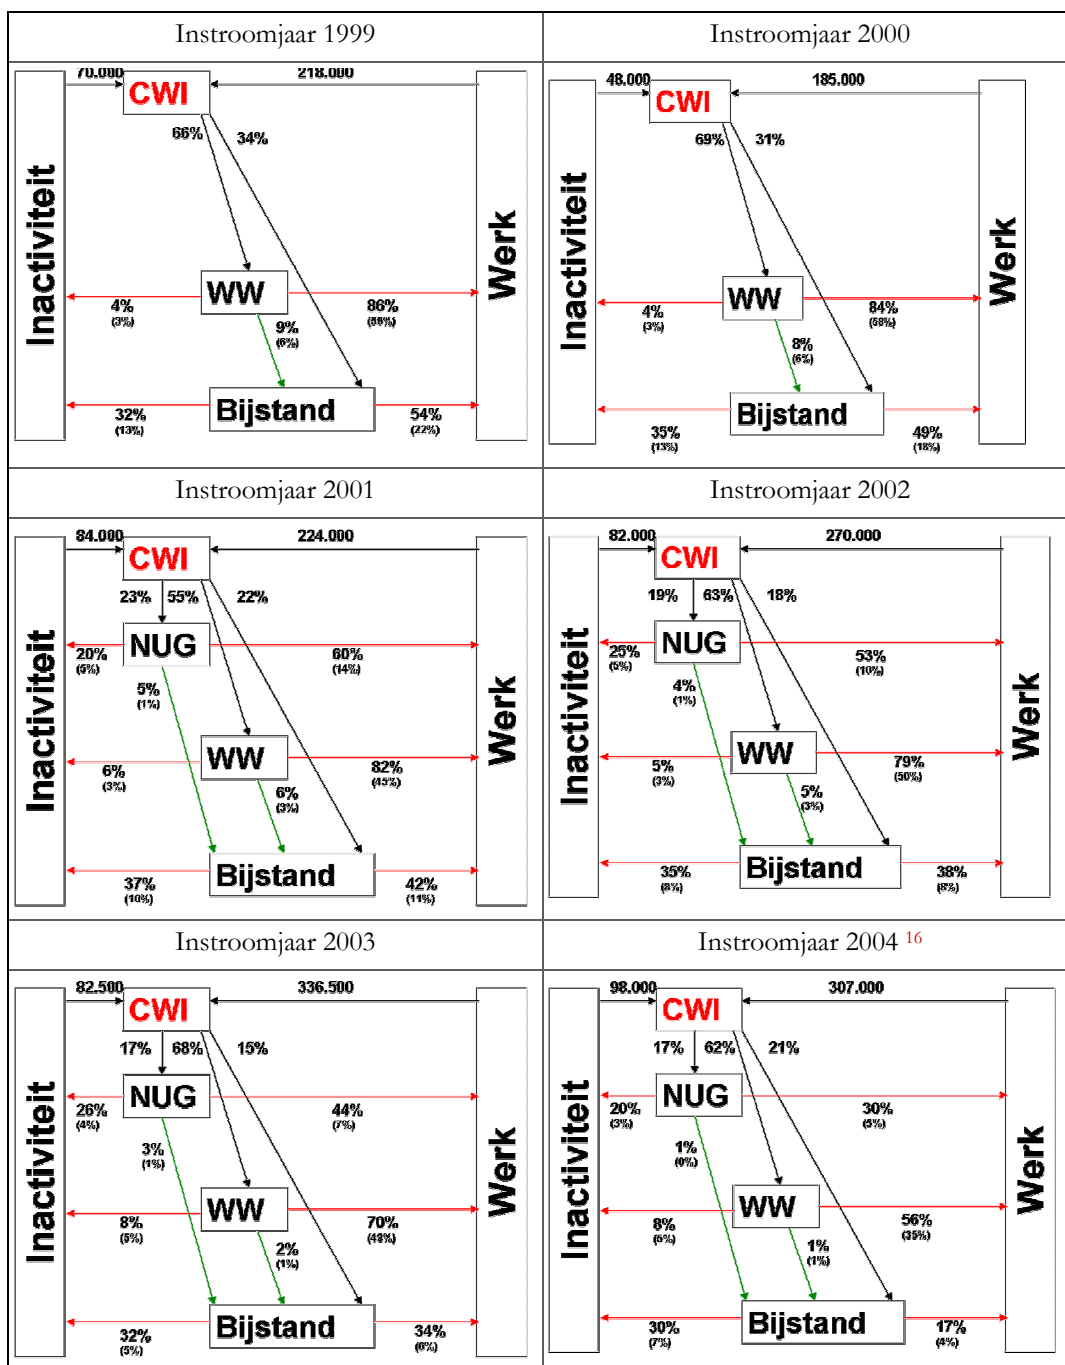 Instroomjaar 1999
70.000
218.000
CWI
66%
34%
Inactiviteit
Werk
WW
4%
(3%)
86%
9%
(6%)
Bijstand
32%
(13%)
54%
(22%)
Instroomjaar 2000
48.000
185.000
CWI
69%
31%
Inactiviteit
Werk
WW
4%
(3%)
84%
(58%)
8%
(6%)
Bijstand
35%
(13%)
49%
(18%)
Instroomjaar 2001
84.000
224.000
CWI
23%
55%
22%
Inactiviteit
Werk
NUG
20%
(5%)
60%
(14%)
5%
(1%)
WW
6%
(3%)
82%
(45%)
6%
(3%)
Bijstand
37%
(10%)
42%
(11%)
Instroomjaar 2002
82.000
270.000
CWI
19%
63%
18%
Inactiviteit
Werk
NUG
25%
(5%)
53%
(10%)
4%
(1%)
WW
5%
(3%)
79%
(50%)
5%
(3%)
Bijstand
35%
(8%)
38%
(8%)
Instroomjaar 2003
82.500
336.500
CWI
17%
68%
15%
Inactiviteit
Werk
NUG
26%
(4%)
44%
(7%)
3%
(1%)
WW
8%
(5%)
70%
(48%)
2%
(1%)
Bijstand
32%
(5%)
34%
(6%)
Instroomjaar 2004 16
98.000
307.000
CWI
17%
62%
21%
Inactiviteit
Werk
NUG
20%
(3%)
30%
(5%)
1%
(0%)
WW
8%
(5%)
56%
(35%)
1%
(1%)
Bijstand
30%
(7%)
17%
(4%)